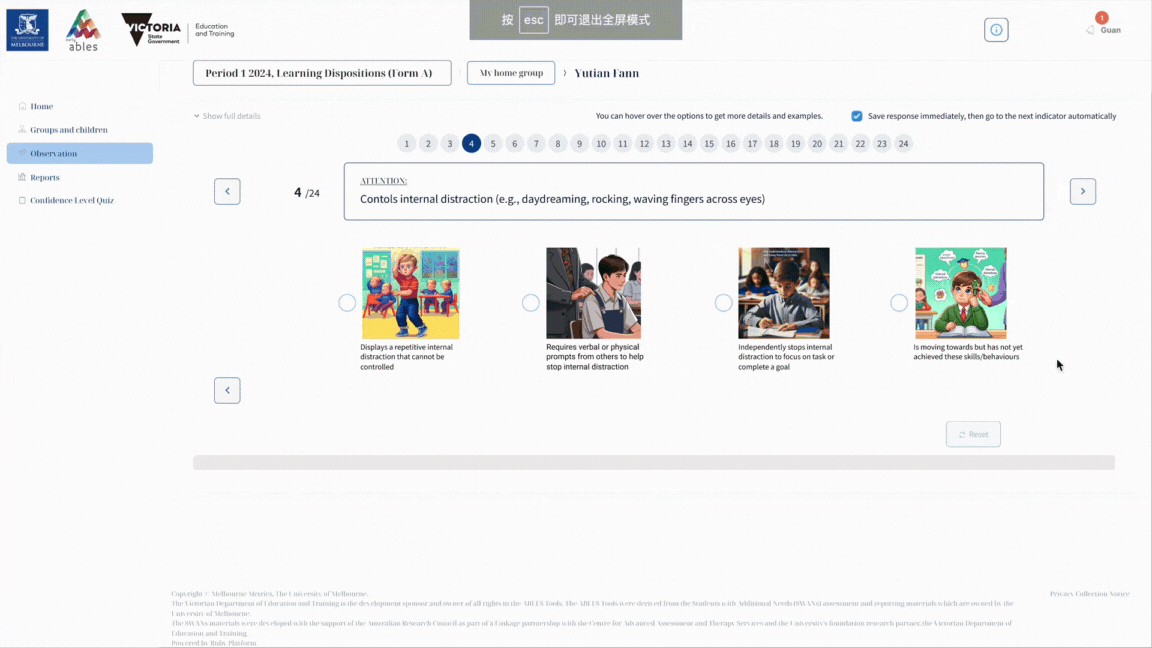 按 esc 即可退出全屏模式
MELBOURNE
ables
VICTORIA
State
Government
Education
and Training
1
Guan
Period 1 2024, Learning Dispositions (Form A)
My home group
Yutian Fann
Home
Groups and children
Observation
Reports
Confidence Level Quiz
Show full details
You can hover over the options to get more details and examples.
Save response immediately, then go to the next indicator automatically
1 2 3 4 5 6 7 8 9 10 11 12 13 14 15 16 17 18 19 20 21 22 23 24
4 /24
ATTENTION:
Contols internal distraction (e.g., daydreaming, rocking, waving fingers across eyes)
Displays a repetitive internal
distraction that cannot be
controlled
Requires verbal or physical
prompts from others to help
stop internal distraction
Independently stops internal
distraction to focus on task or
complete a goal
Is moving towards but has not yet
achieved these skills/behaviours
Reset
Copyright © Melbourne Metrics, The University of Melbourne.
The Victorian Department of Education and Training is the development sponsor and owner of all rights in the ABLES Tools. The ABLES Tools were derived from the Students with Additional Needs (SWANs) assessment and reporting materials which are owned by the
University of Melbourne.
The SWANs materials were developed with the support of the Australian Research Council as part of a Linkage partnership with the Centre for Advanced Assessment and Therapy Services and the University's foundation research partner, the Victorian Department of
Education and Training.
Powered by Ruby Platform.
Privacy Collection Notice